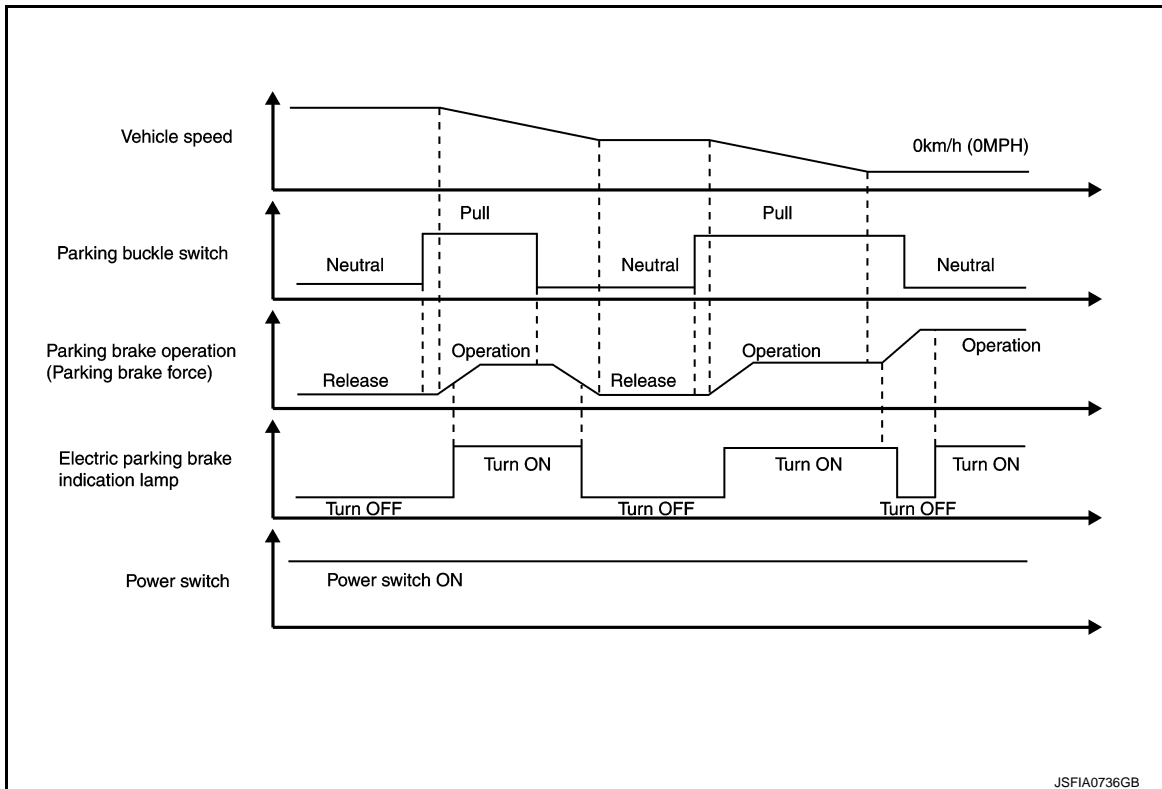 Vehicle speed
0km/h (0MPH)
Pull
Pull
Parking buckle switch
Neutral
Neutral
Neutral
Parking brake operation
(Parking brake force)
Operation
Operation
Operation
Release
Release
Electric parking brake
indication lamp
Turn ON
Turn ON
Turn ON
Turn OFF
Turn OFF
Turn OFF
Power switch
Power switch ON
JSFIA0736GB